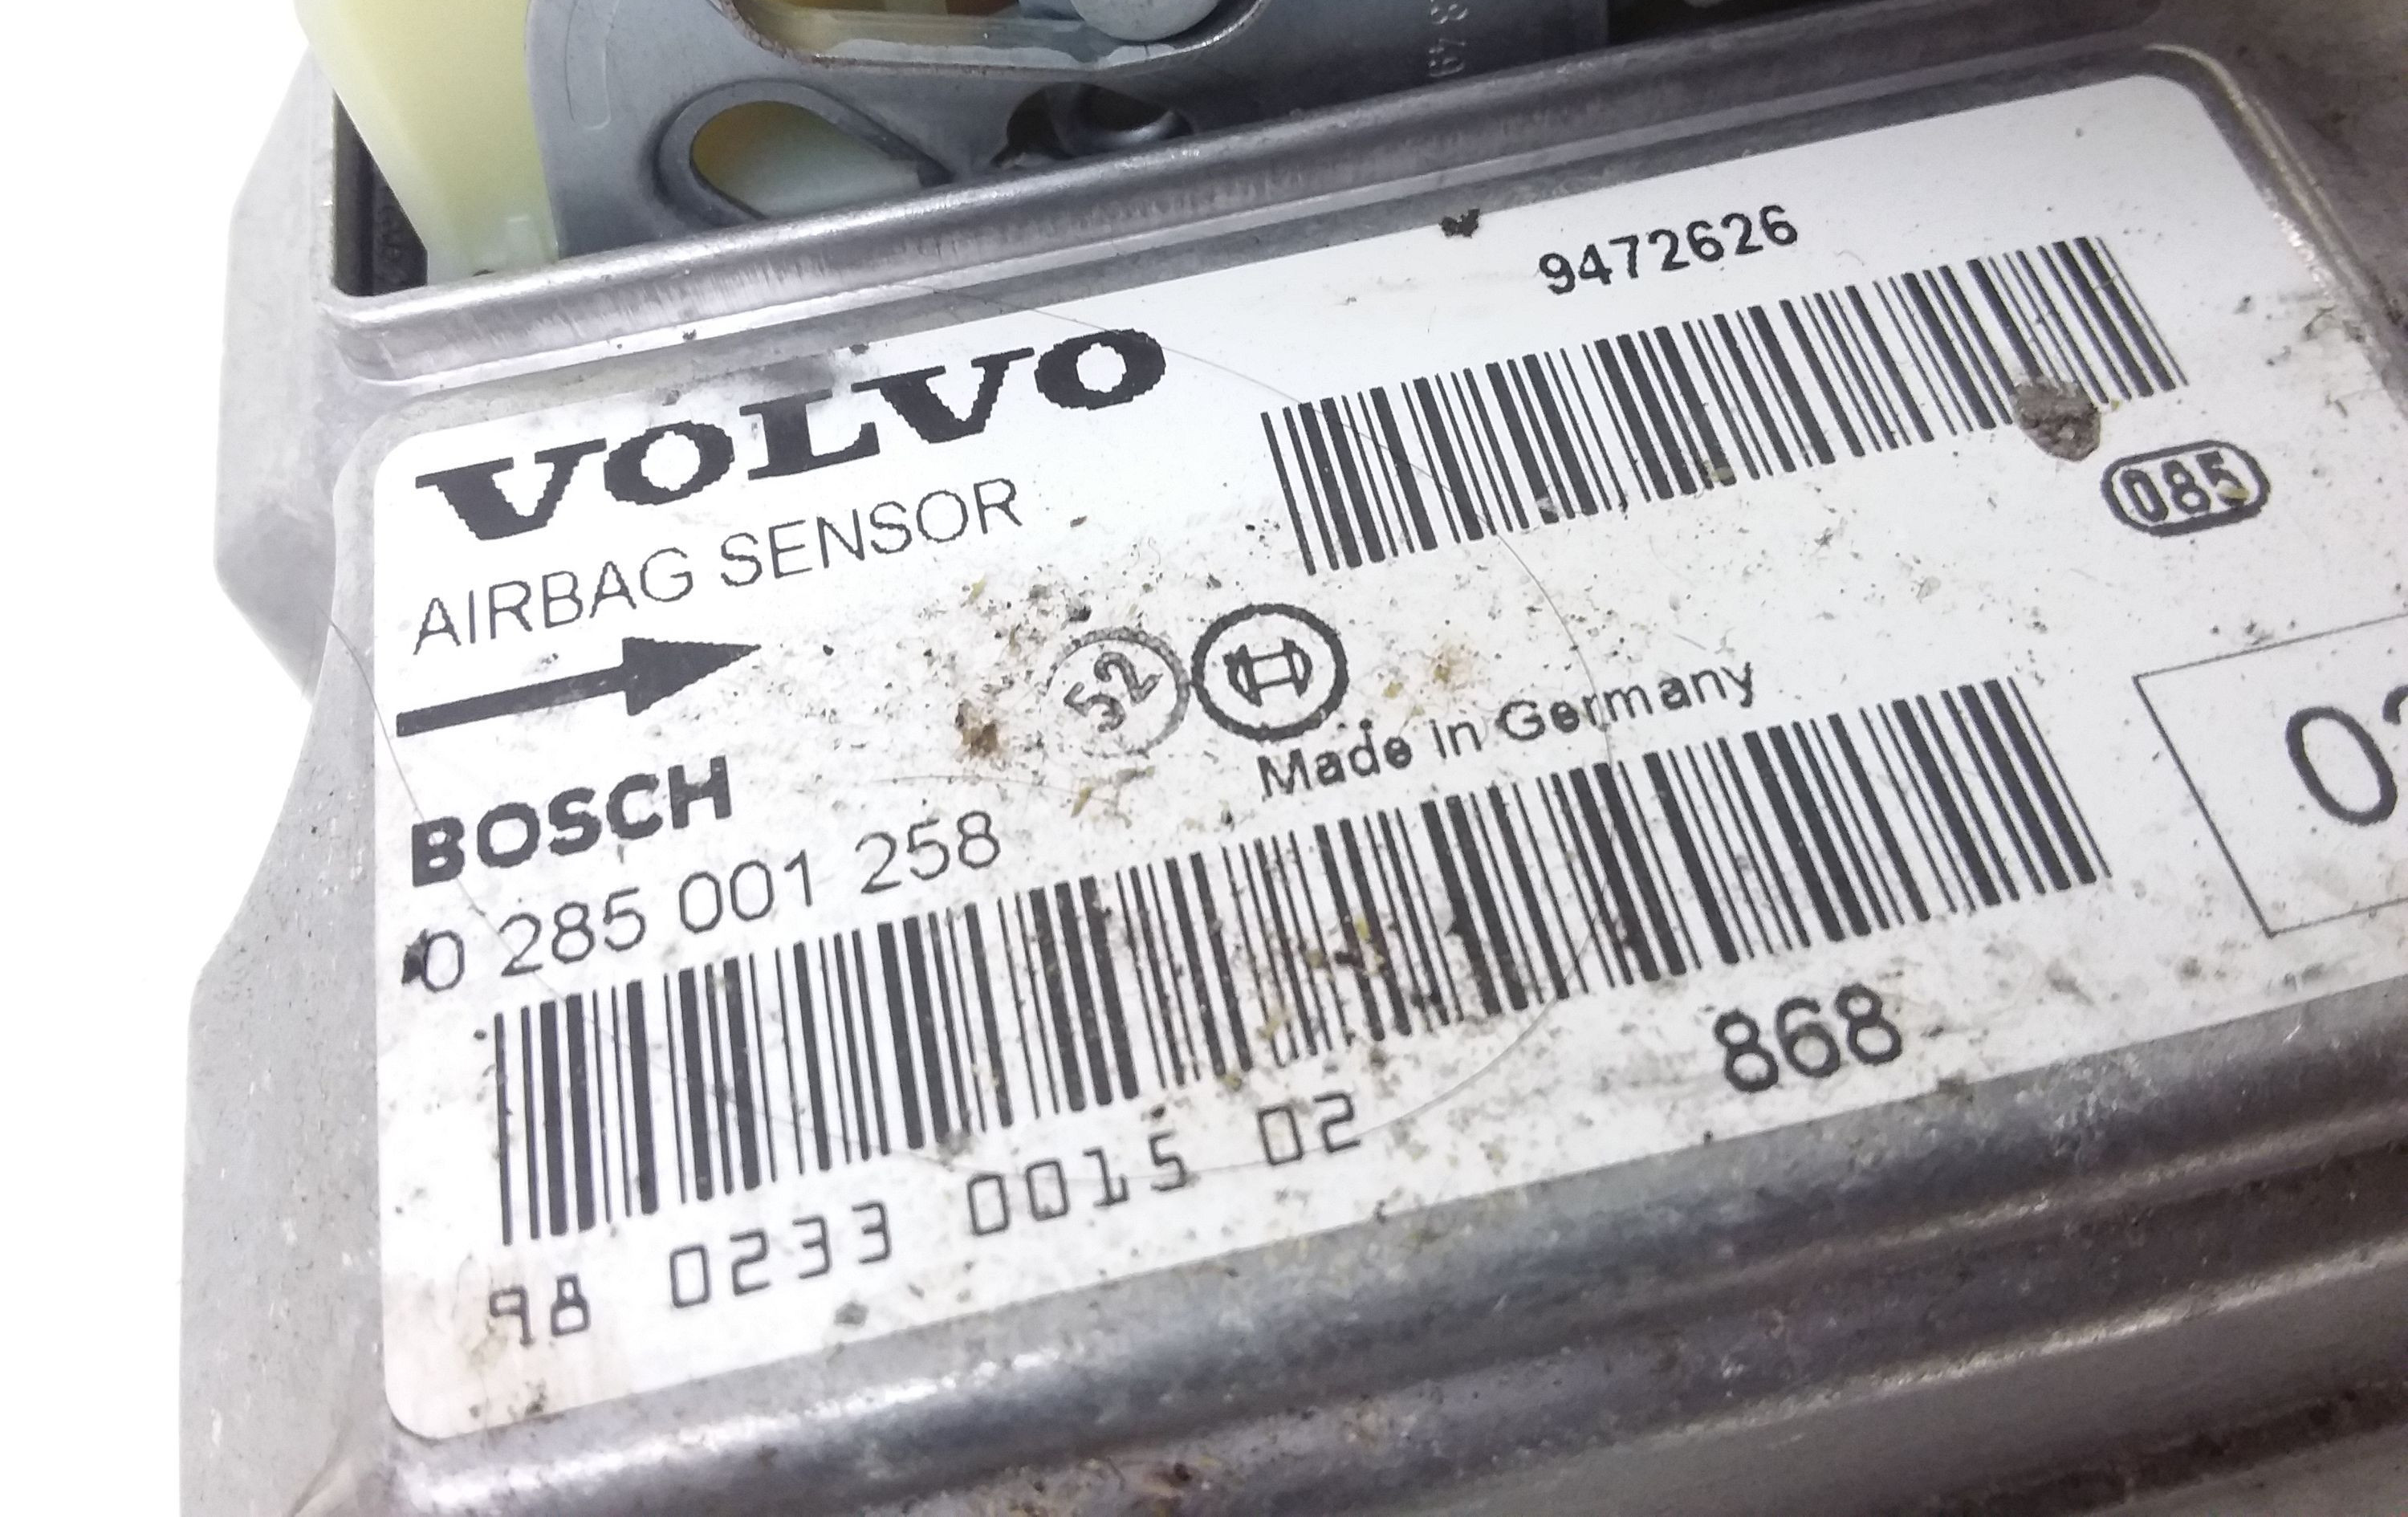 9472626
VOLVO
AIRBAG SENSOR
085
52
Made in Germany
BOSCH
0 285 001 258
868
98 0233 0015 02